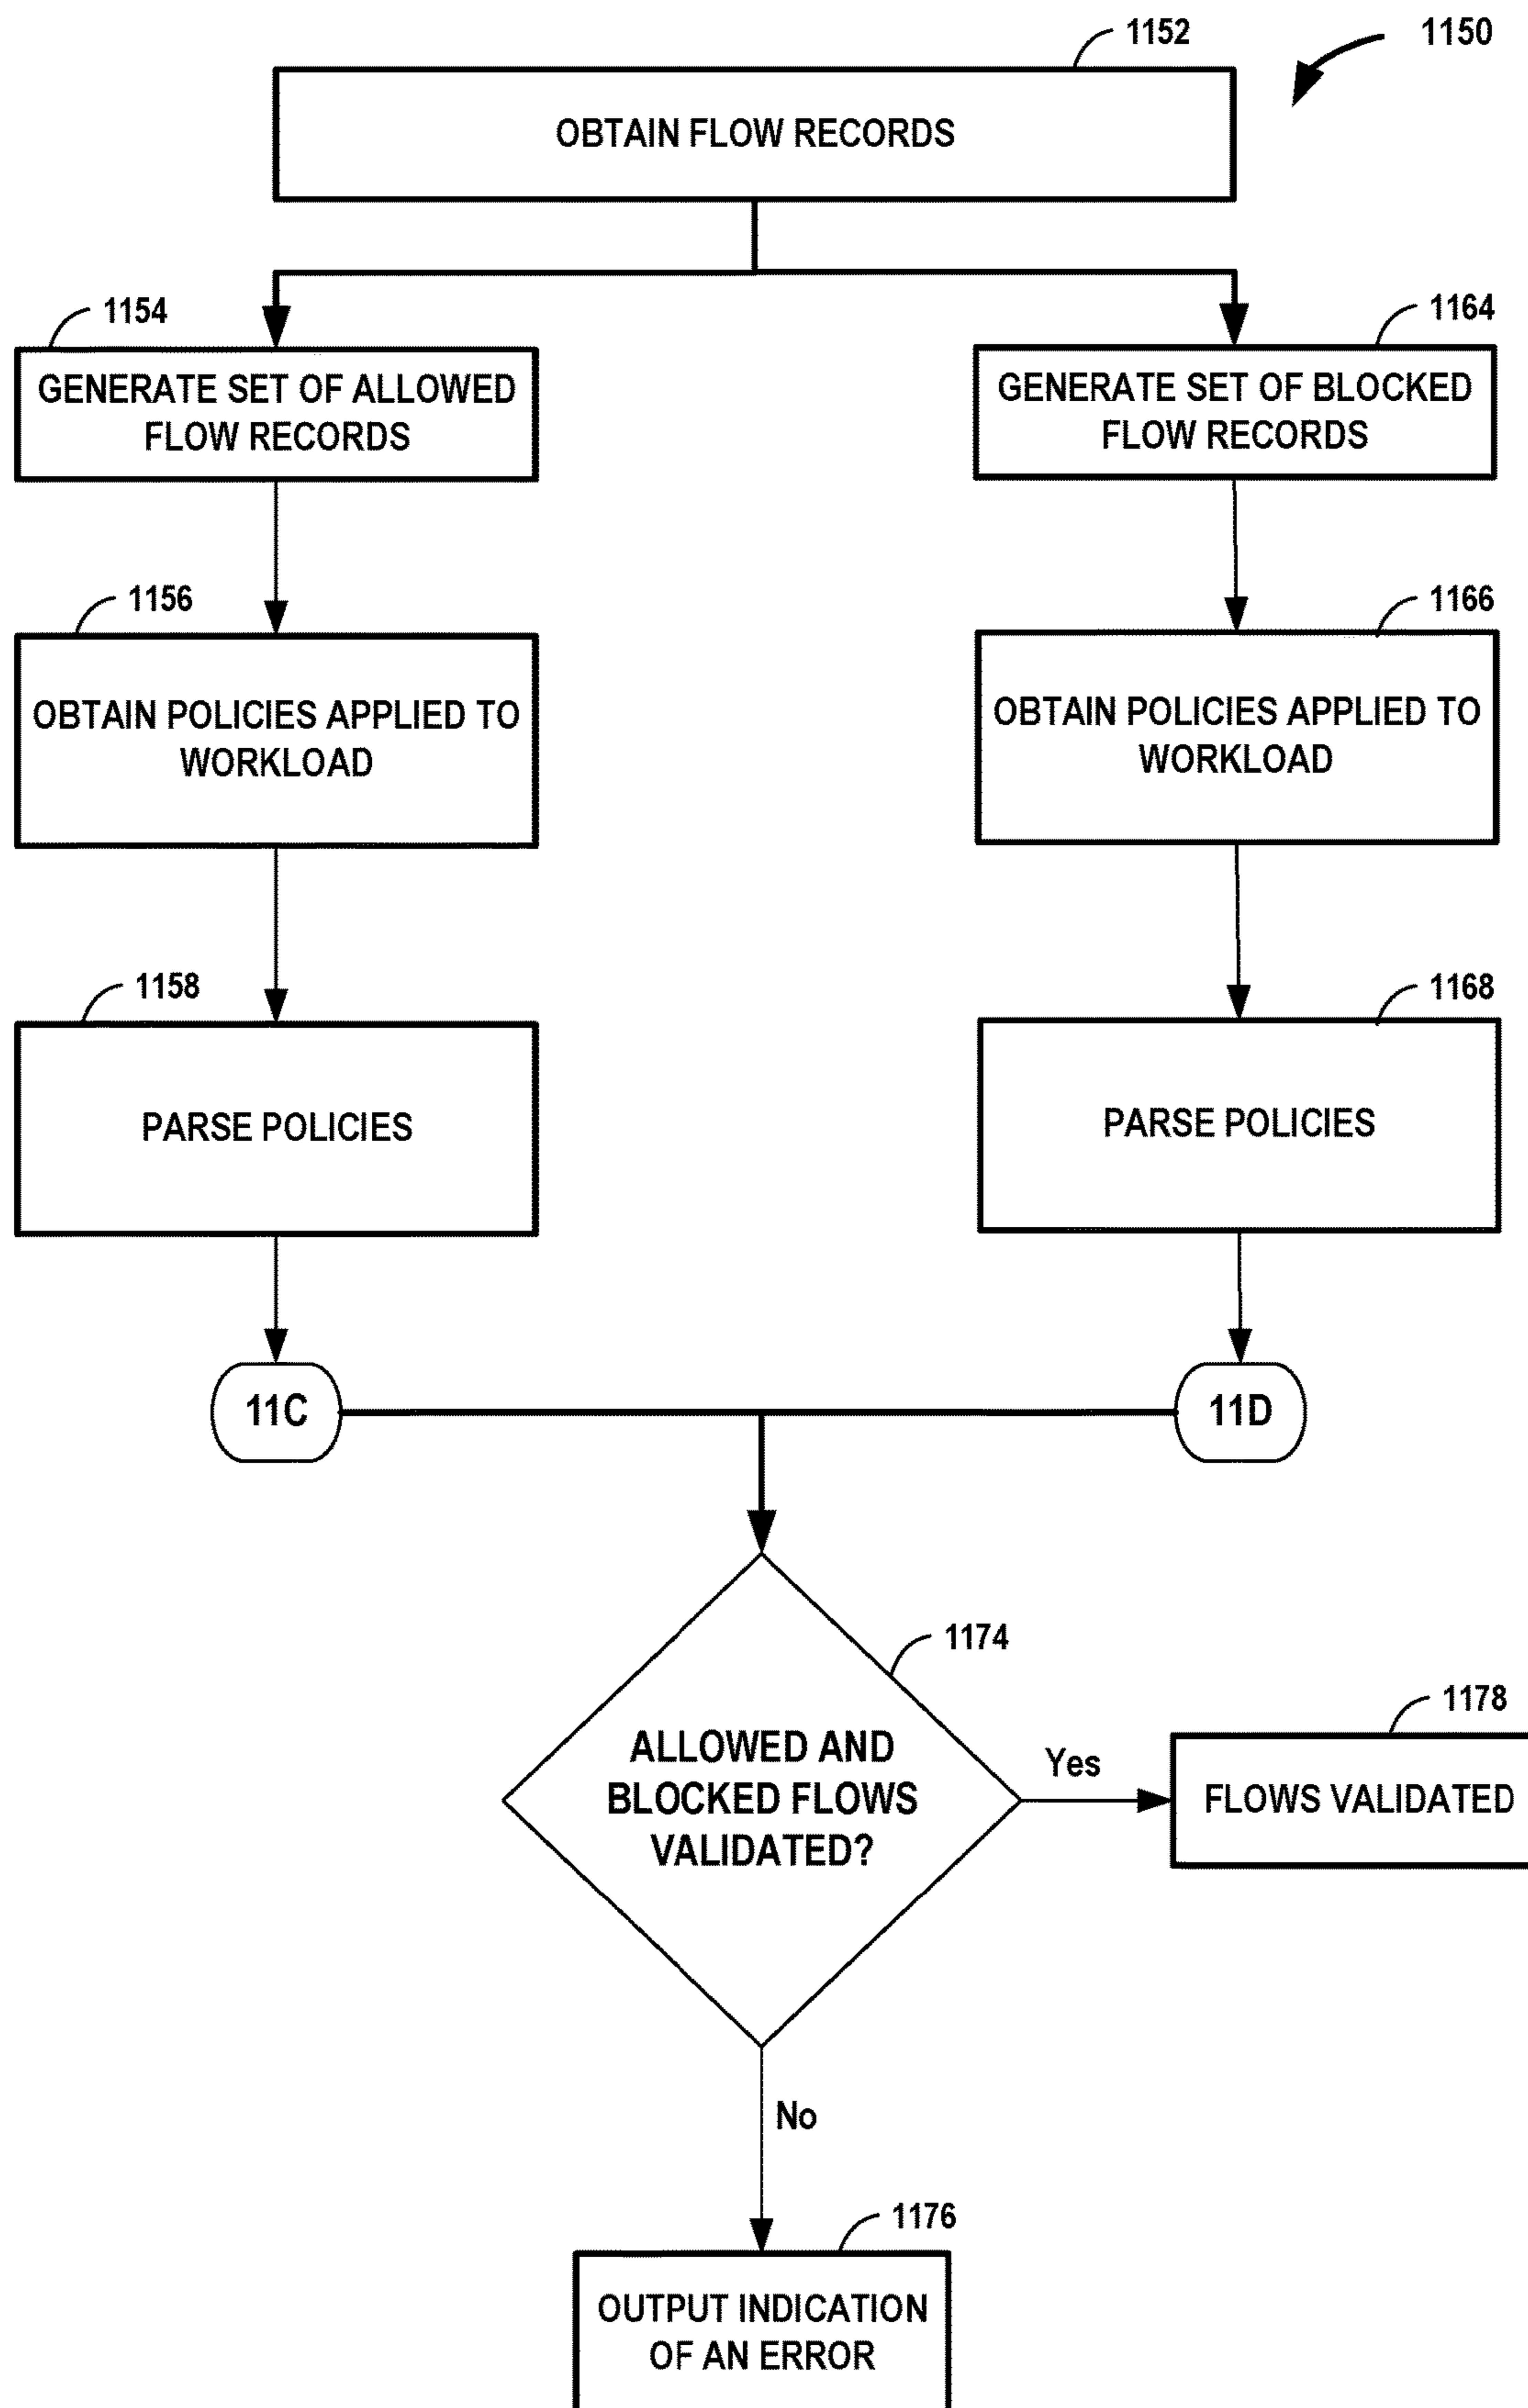 1152
1150
OBTAIN FLOW RECORDS
1154
1164
GENERATE SET OF ALLOWED
FLOW RECORDS
GENERATE SET OF BLOCKED
FLOW RECORDS
1156
1166
OBTAIN POLICIES APPLIED TO
WORKLOAD
OBTAIN POLICIES APPLIED TO
WORKLOAD
1158
1168
PARSE POLICIES
PARSE POLICIES
11C
11D
1174
ALLOWED AND
BLOCKED FLOWS
VALIDATED?
Yes
1178
FLOWS VALIDATED
No
1176
OUTPUT INDICATION
OF AN ERROR